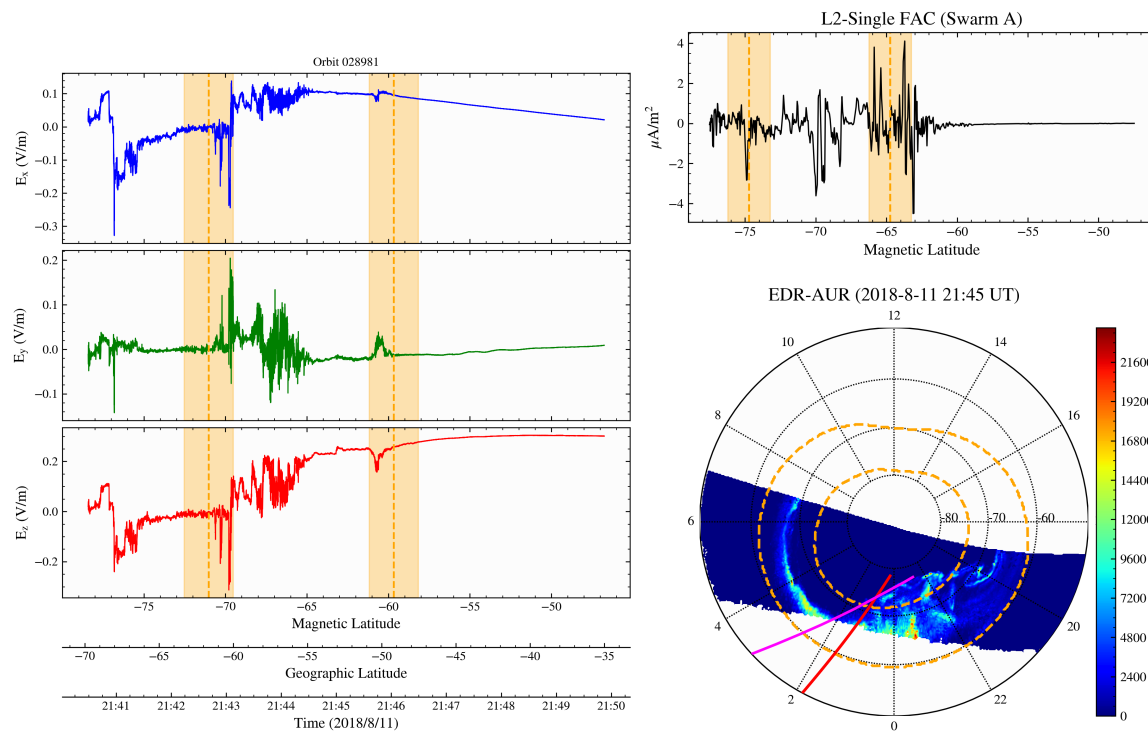 L2-Single FAC (Swarm A)
Orbit 028981
0.1
0.0
−0.1
−0.2
−0.3
Ex (V/m)
0.2
0.1
0.0
−0.1
Ey (V/m)
0.2
0.0
−0.2
Ez (V/m)
−75 −70 −65 −60 −55 −50 −45
Magnetic Latitude
−70 −65 −60 −55 −50 −45 −40 −35
Geographic Latitude
21:41 21:42 21:43 21:44 21:45 21:46 21:47 21:48 21:49 21:50
Time (2018/8/11)
4
2
0
−2
−4
μA/m²
−75 −70 −65 −60 −55 −50
Magnetic Latitude
EDR-AUR (2018-8-11 21:45 UT)
12
10 14
8 16
6 -80 -70 -60
4 20
2 22
0
21600
19200
16800
14400
12000
9600
7200
4800
2400
0